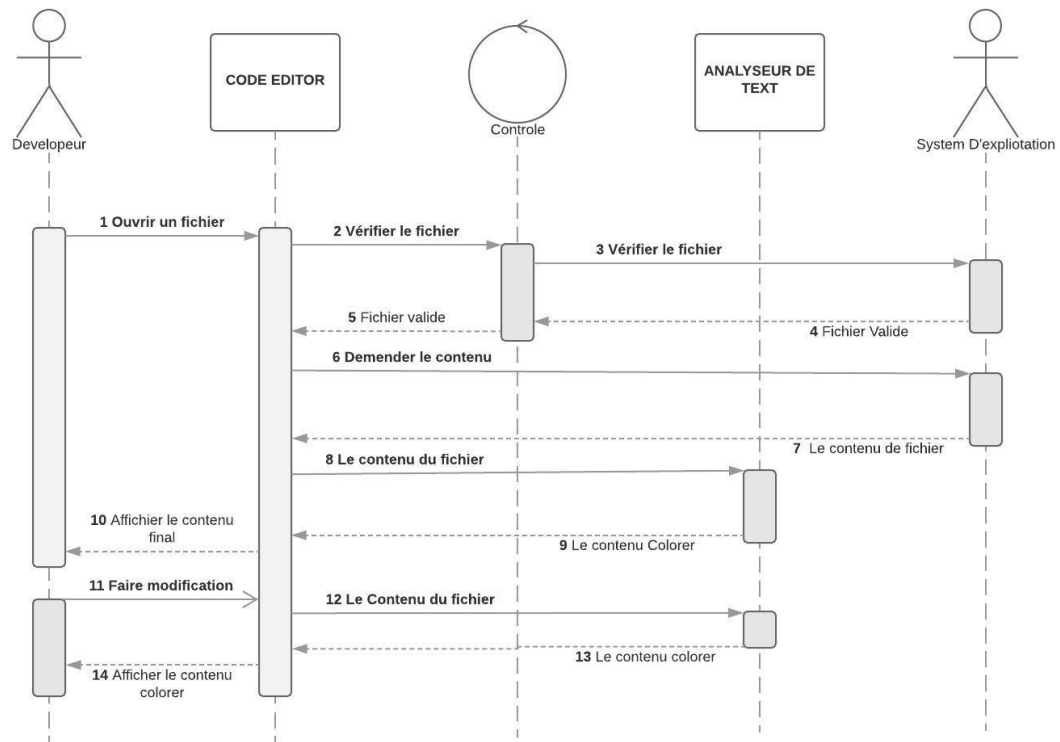 CODE EDITOR
ANALYSEUR DE
TEXT
Developeur
Controle
System D'expliotation
1 Ouvrir un fichier
2 Vérifier le fichier
3 Vérifier le fichier
5 Fichier valide
4 Fichier Valide
6 Demender le contenu
7 Le contenu de fichier
8 Le contenu du fichier
10 Affichier le contenu
final
9 Le contenu Colorer
11 Faire modification
12 Le Contenu du fichier
13 Le contenu colorer
14 Afficher le contenu
colorer